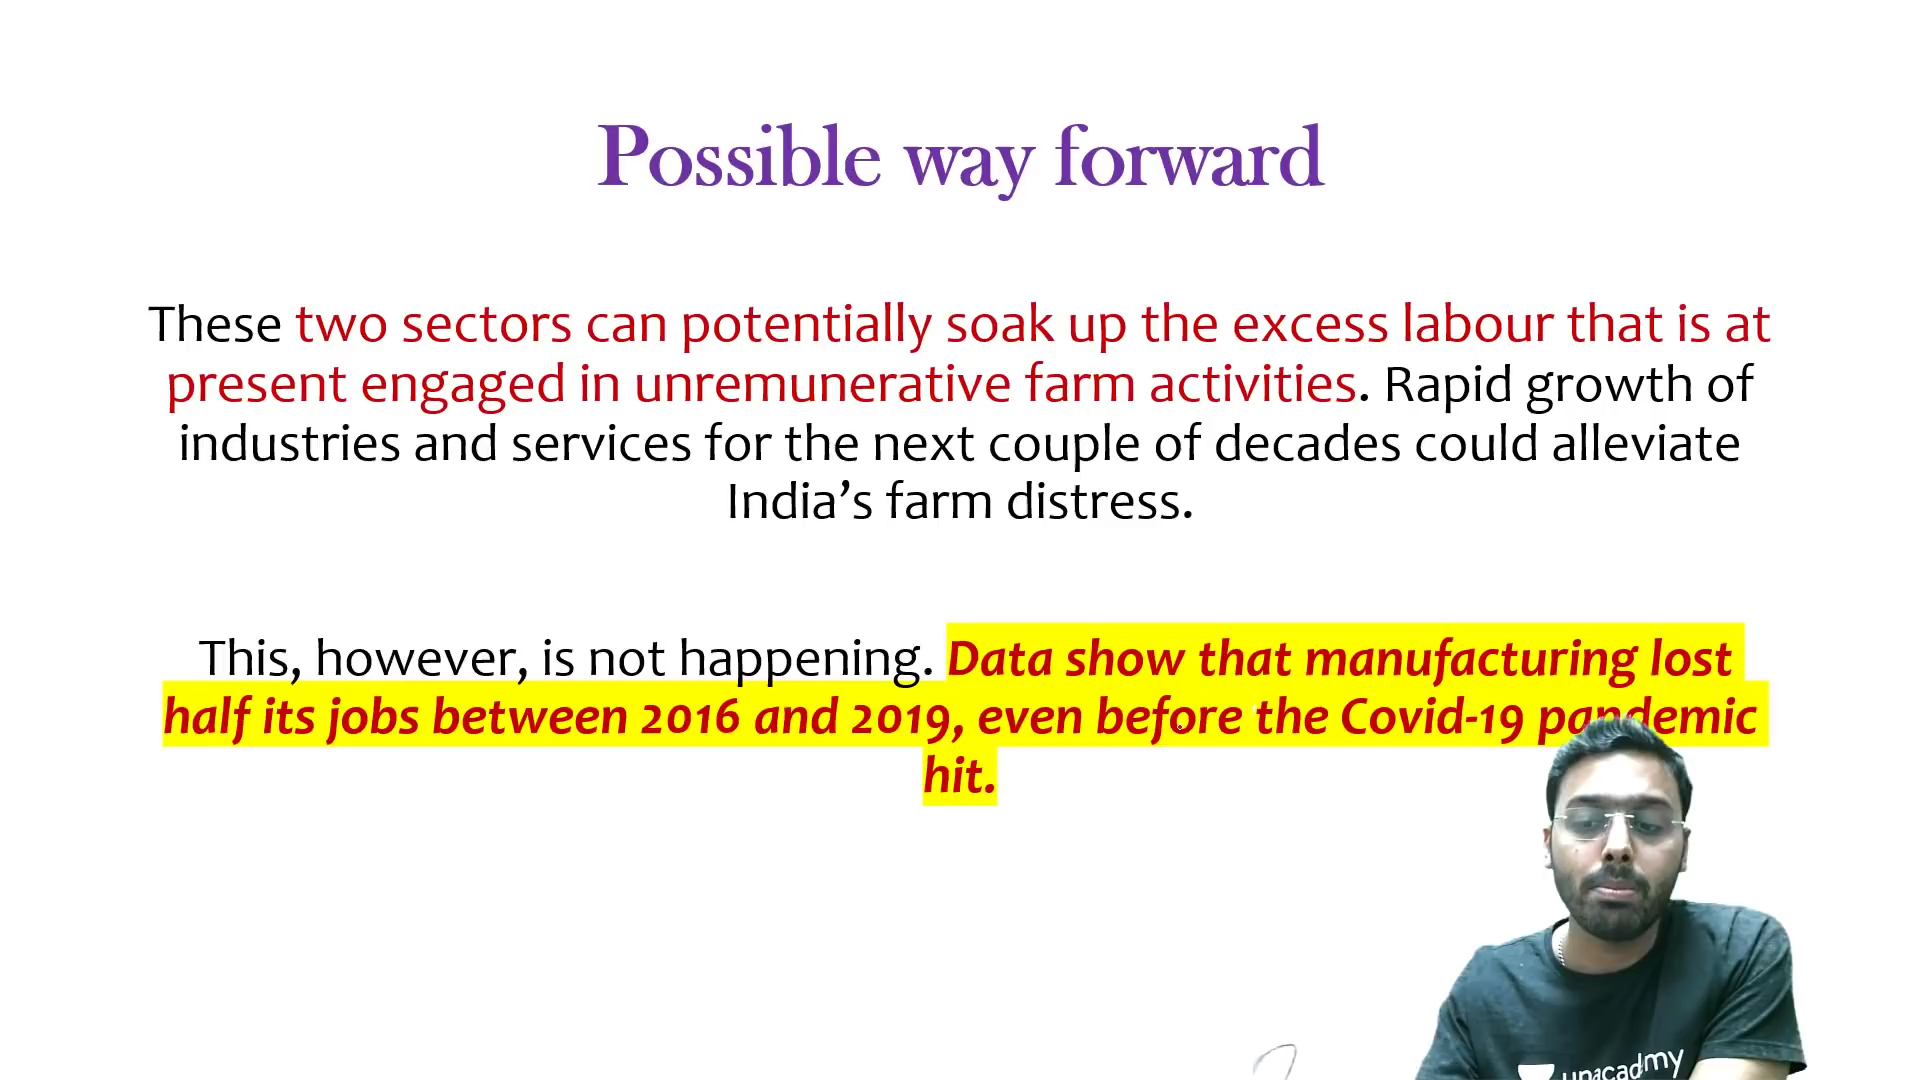 Possible way forward
These two sectors can potentially soak up the excess labour that is at
present engaged in unremunerative farm activities. Rapid growth of
industries and services for the next couple of decades could alleviate
India’s farm distress.
This, however, is not happening. Data show that manufacturing lost
half its jobs between 2016 and 2019, even before the Covid-19 pandemic
hit.
unacademy